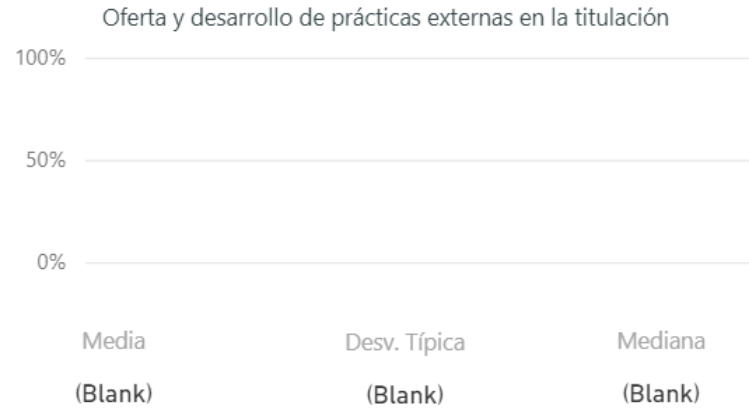 Oferta y desarrollo de prácticas externas en la titulación
100%
50%
0%
Media Desv. Típica Mediana
(Blank) (Blank) (Blank)